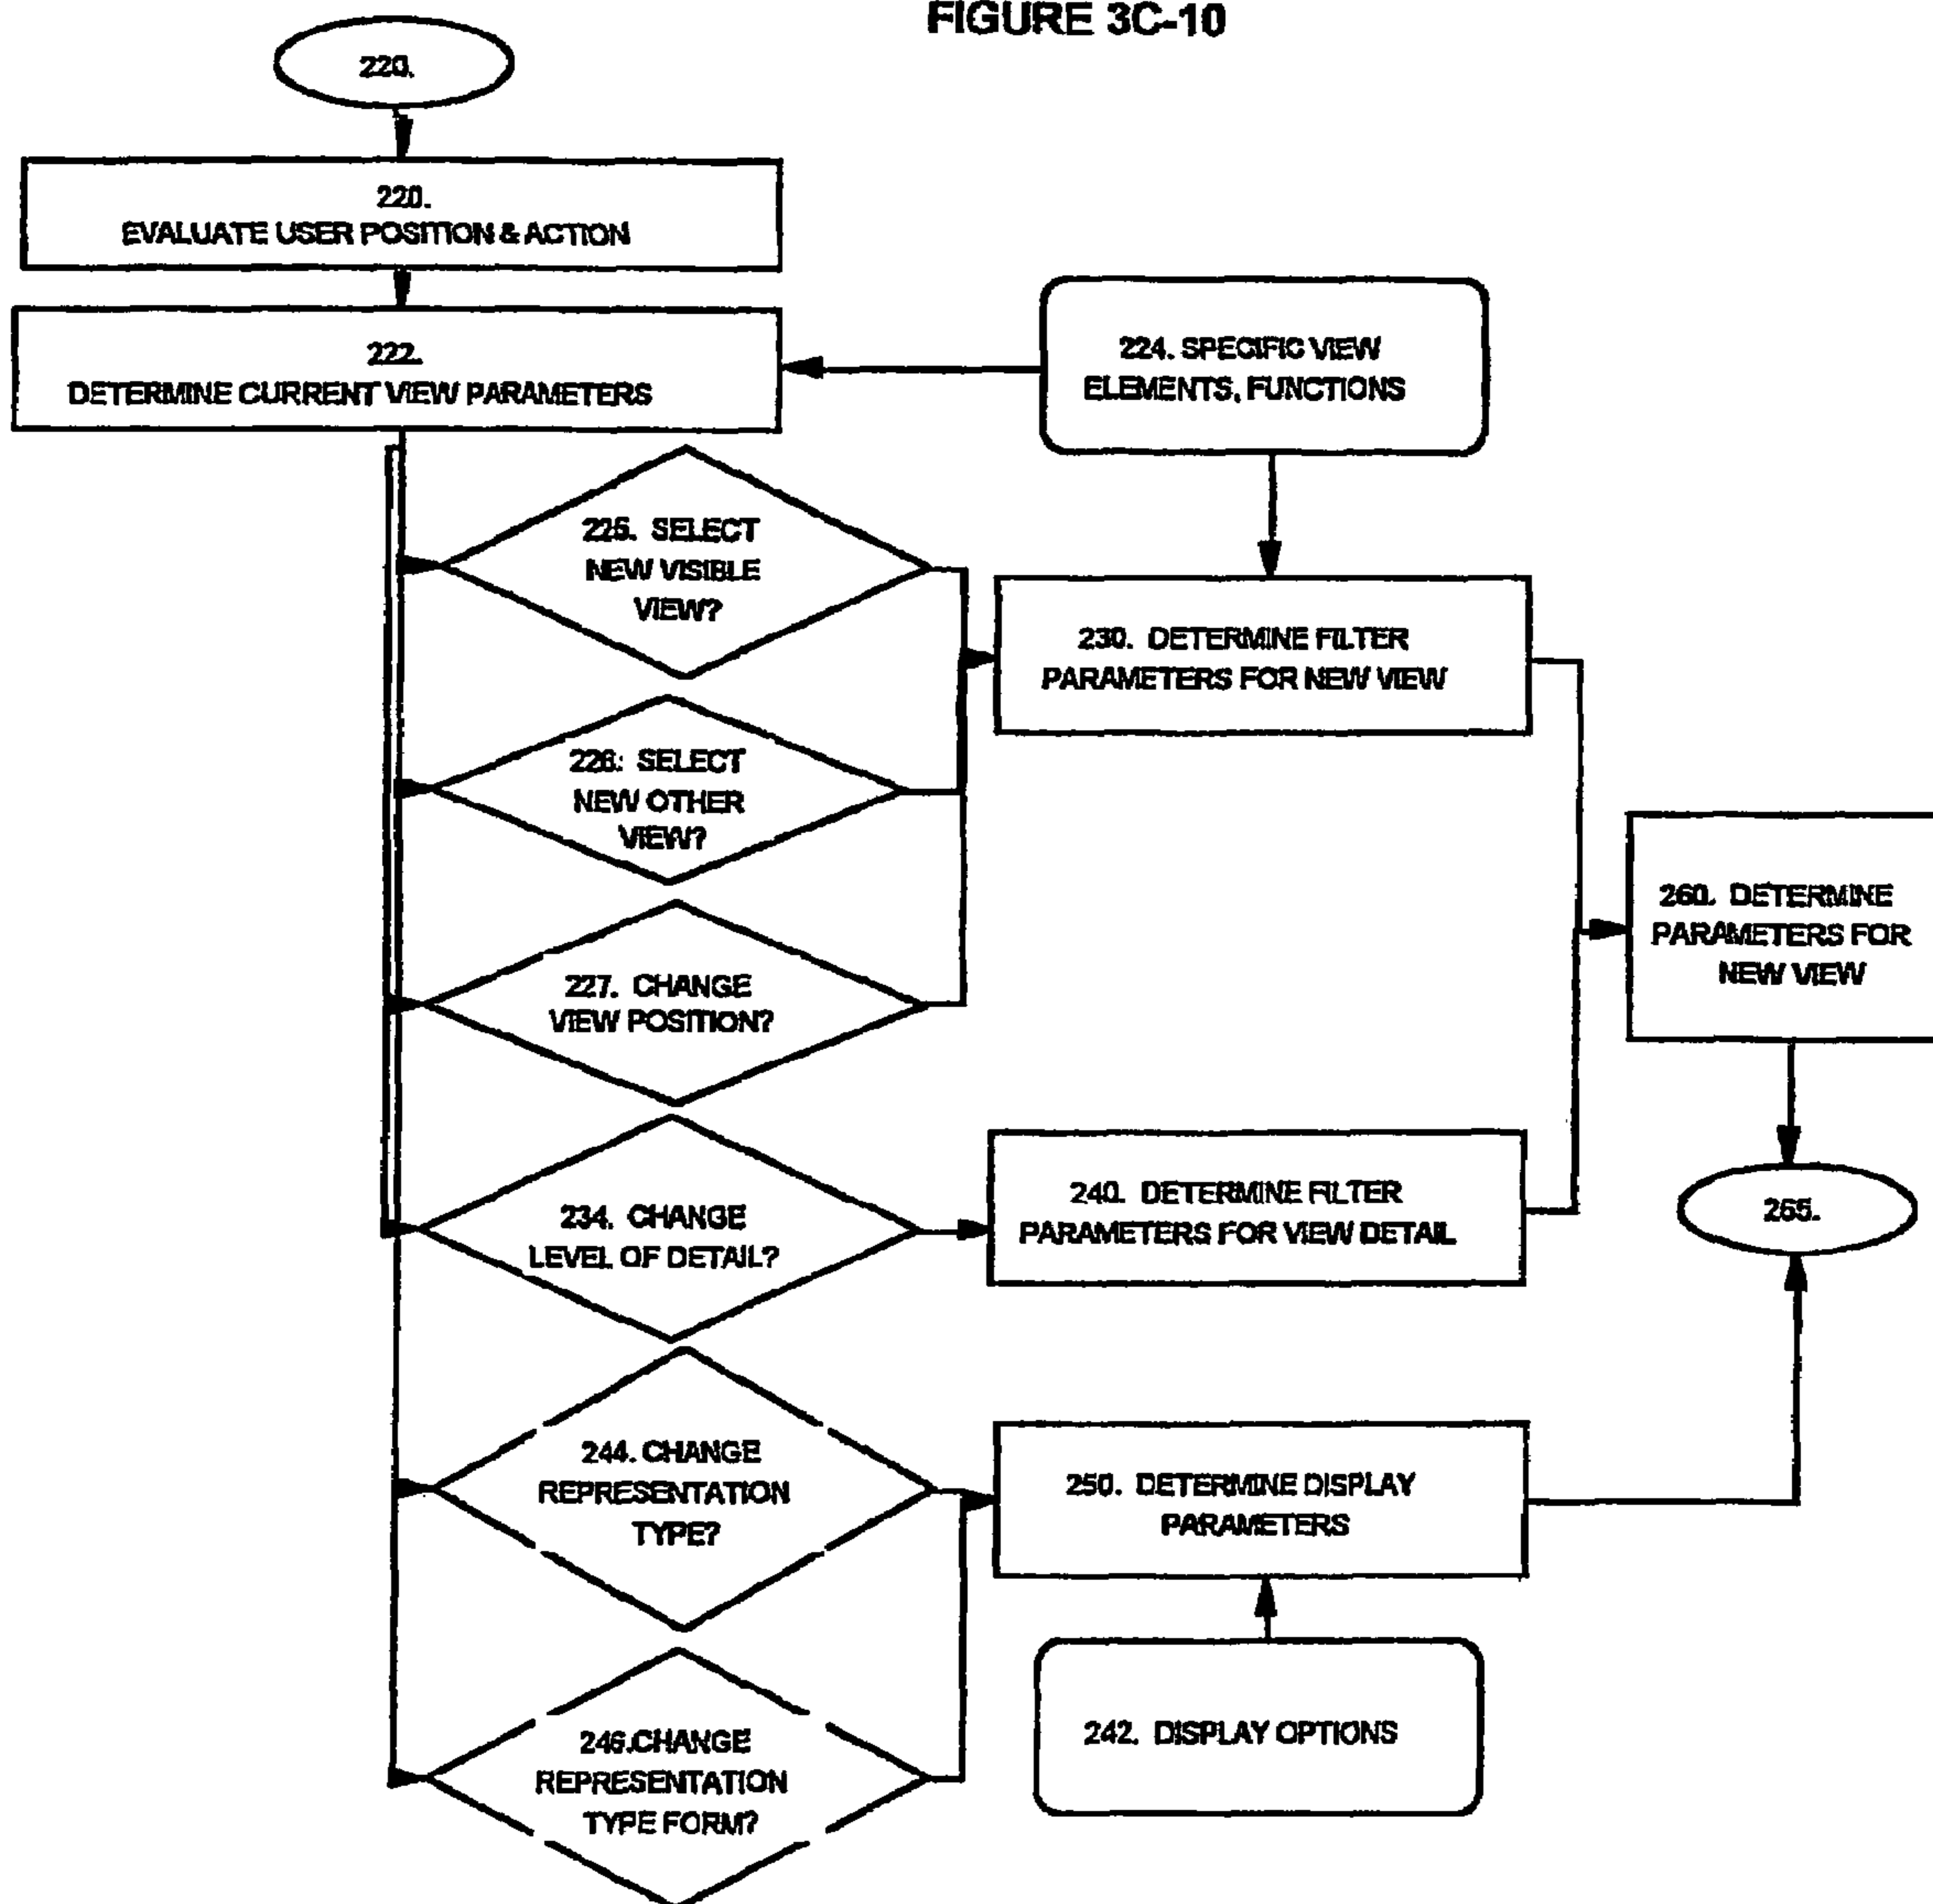 FIGURE 3C-10
220.
220.
EVALUATE USER POSITION & ACTION
222.
DETERMINE CURRENT VIEW PARAMETERS
224. SPECIFIC VIEW
ELEMENTS, FUNCTIONS
225. SELECT
NEW VISIBLE
VIEW?
230. DETERMINE FILTER
PARAMETERS FOR NEW VIEW
226: SELECT
NEW OTHER
VIEW?
260. DETERMINE
PARAMETERS FOR
NEW VIEW
227. CHANGE
VIEW POSITION?
234. CHANGE
LEVEL OF DETAIL?
240. DETERMINE FILTER
PARAMETERS FOR VIEW DETAIL
265.
244. CHANGE
REPRESENTATION
TYPE?
250. DETERMINE DISPLAY
PARAMETERS
246.CHANGE
REPRESENTATION
TYPE FORM?
242. DISPLAY OPTIONS